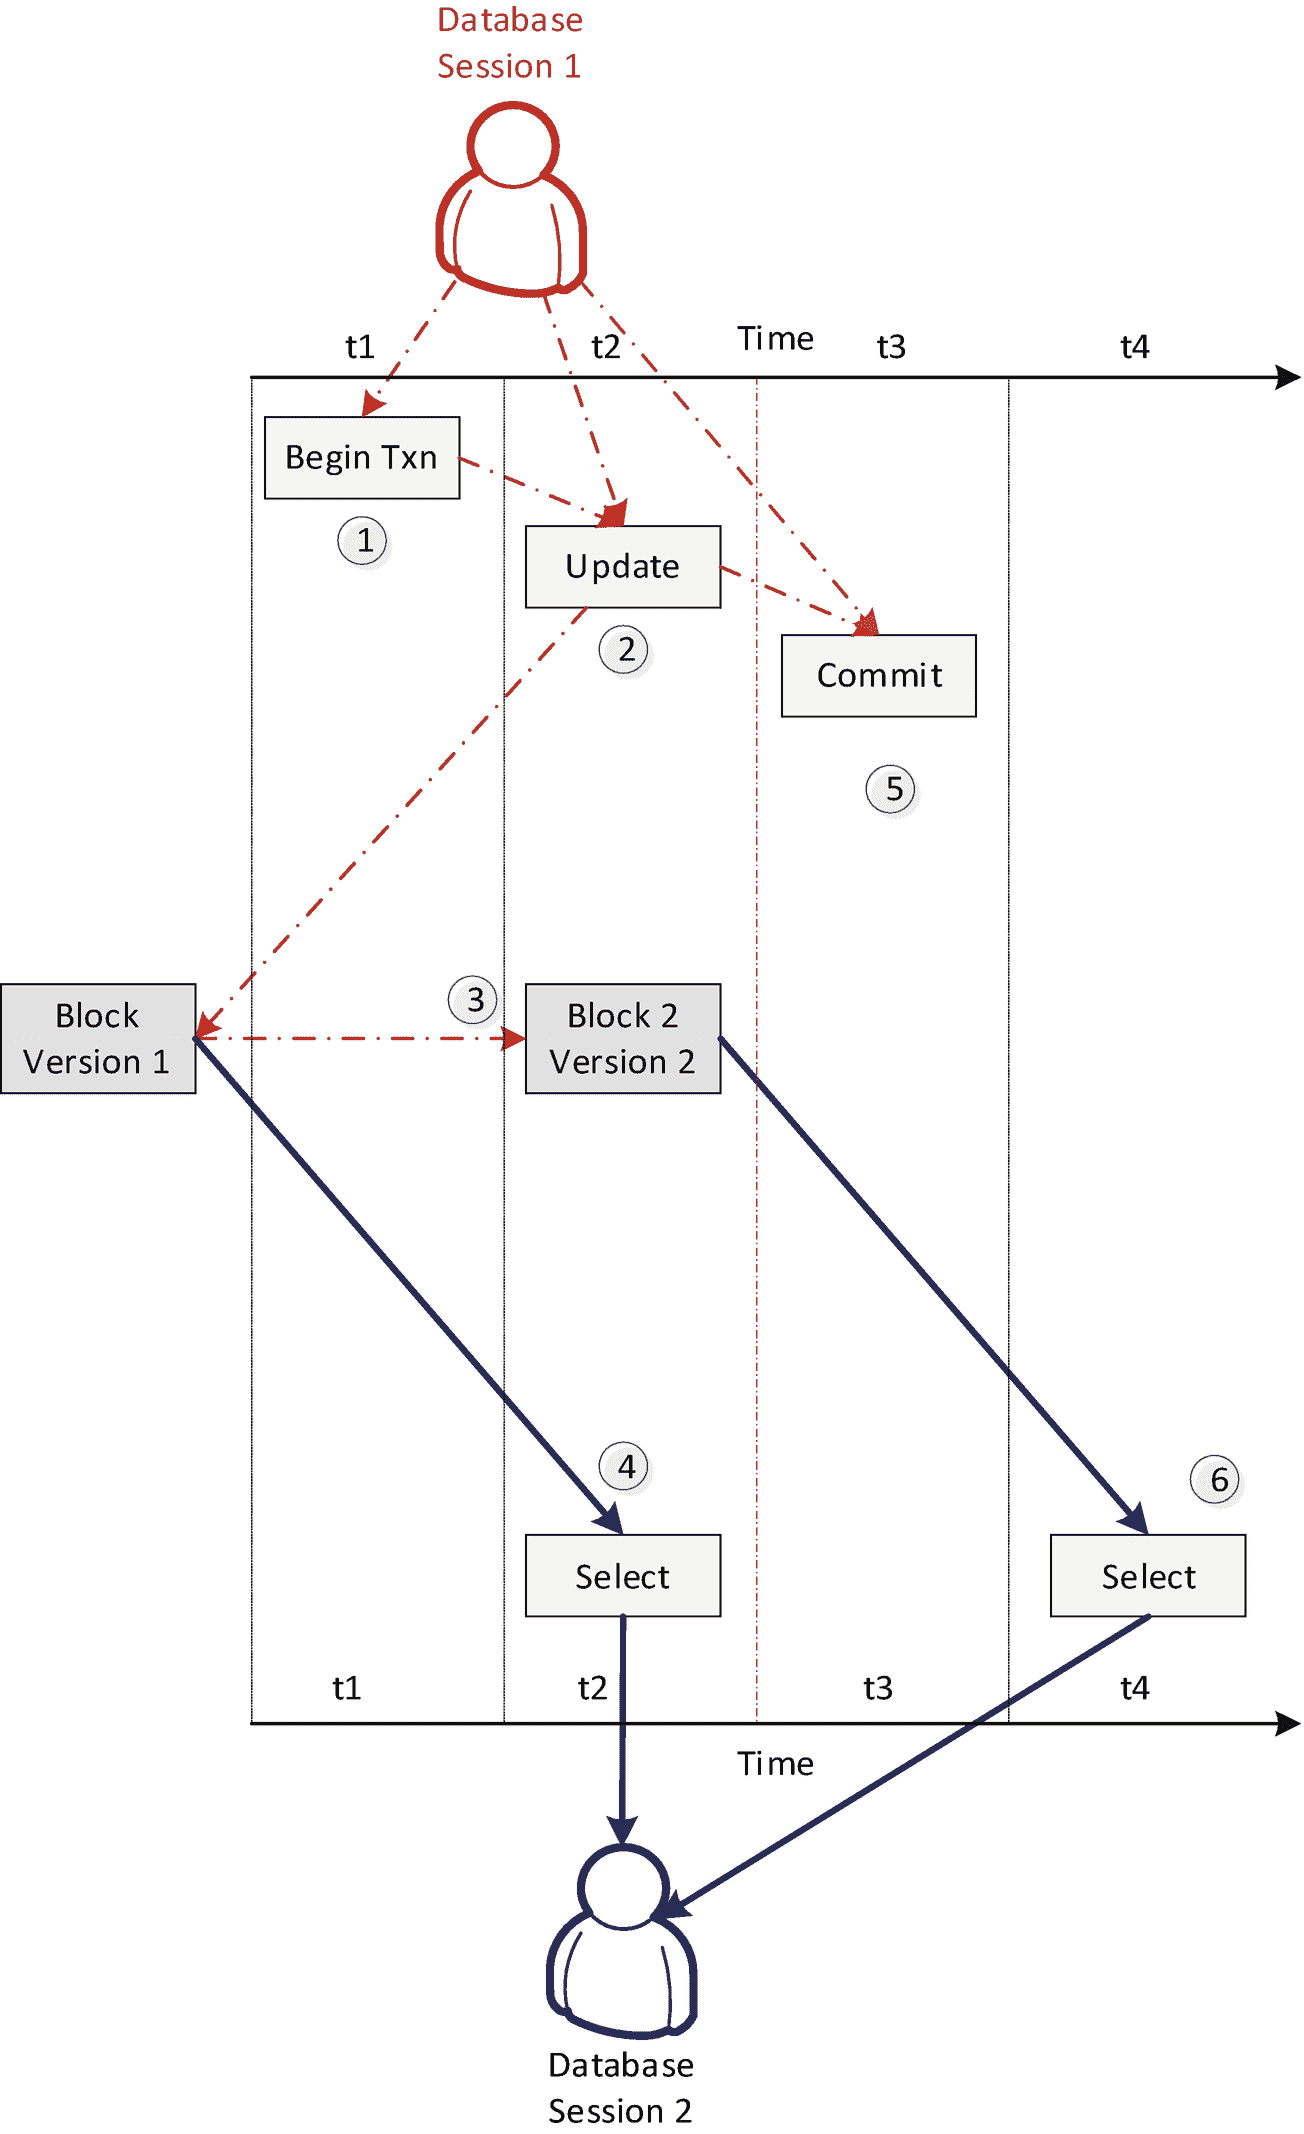 Database
Session 1
Time
t1
t2
t3
t4
Begin Txn
1
Update
2
Commit
5
3
Block
Version 1
Block 2
Version 2
4
6
Select
Select
t1
t2
t3
t4
Time
Database
Session 2